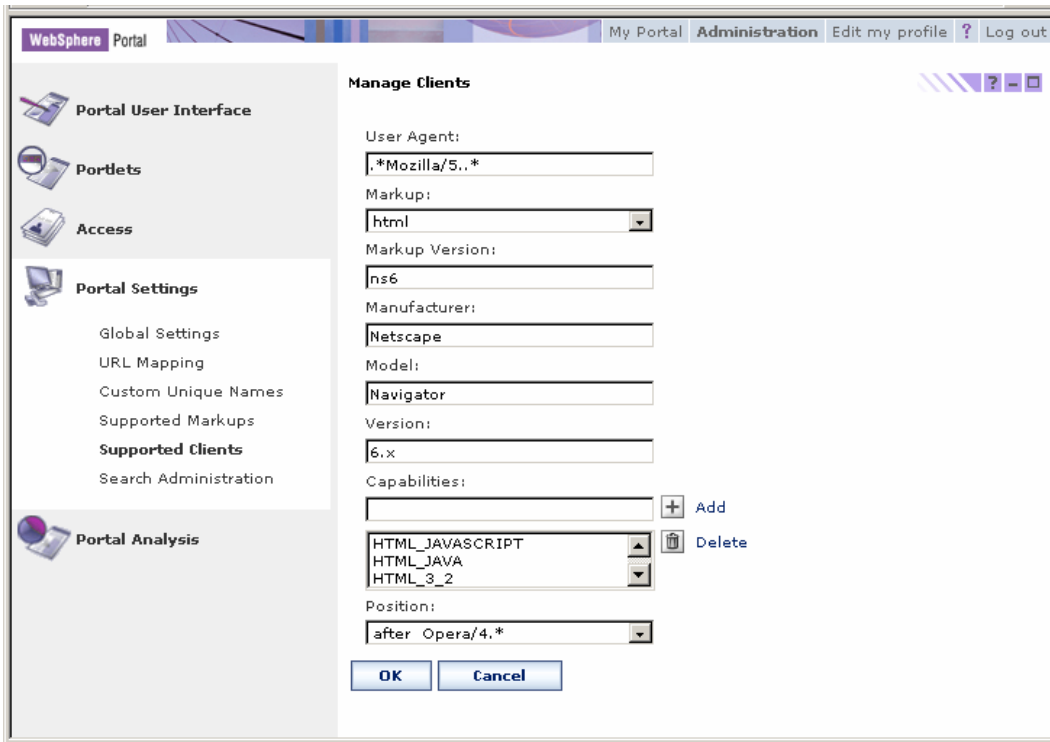 WebSphere Portal
My Portal Administration Edit my profile ? Log out
Portal User Interface
Portlets
Access
Portal Settings
Global Settings
URL Mapping
Custom Unique Names
Supported Markups
Supported Clients
Search Administration
Portal Analysis
Manage Clients
?
User Agent:
.*Mozilla/5..*
Markup:
html
Markup Version:
ns6
Manufacturer:
Netscape
Model:
Navigator
Version:
6.x
Capabilities:
Add
HTML_JAVASCRIPT
HTML_JAVA
HTML_3_2
Delete
Position:
after Opera/4.*
OK Cancel